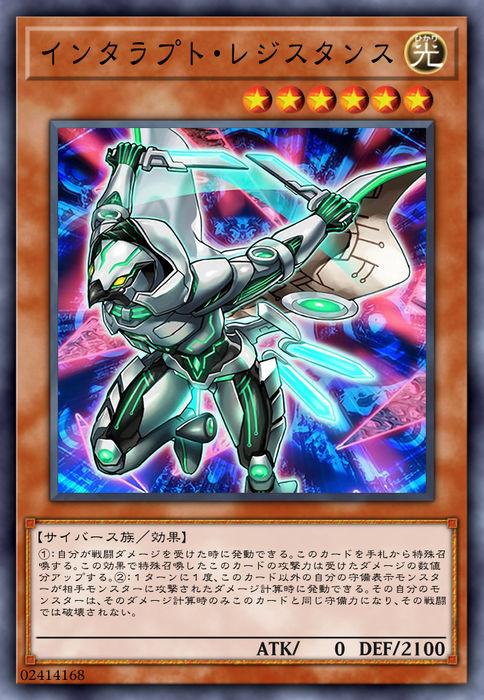 インタラプト・レジスタンス
ひかり
光
【サイバース族／効果】
①：自分が戦闘ダメージを受けた時に発動できる。このカードを手札から特殊召
喚する。この効果で特殊召喚したこのカードの攻撃力は受けたダメージの数値
分アップする。②：１ターンに１度、このカード以外の自分の守備表示モンスタ
ーが相手モンスターに攻撃されたダメージ計算時に発動できる。その自分のモ
ンスターは、そのダメージ計算時のみこのカードと同じ守備力になり、その戦闘
では破壊されない。
ATK/ 0 DEF/2100
02414168